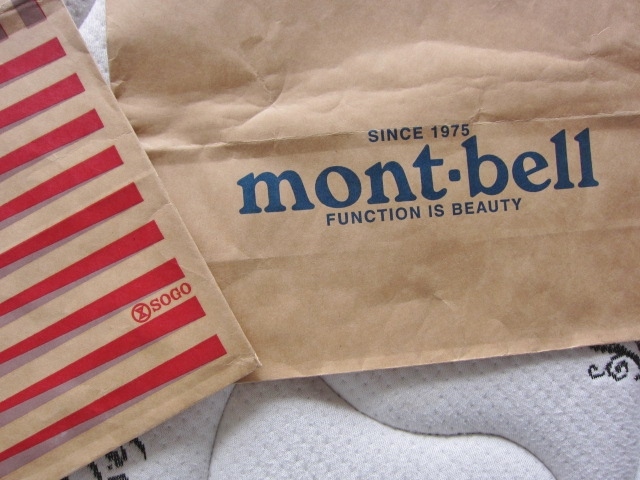 SINCE 1975
mont·bell
FUNCTION IS BEAUTY
SOGO